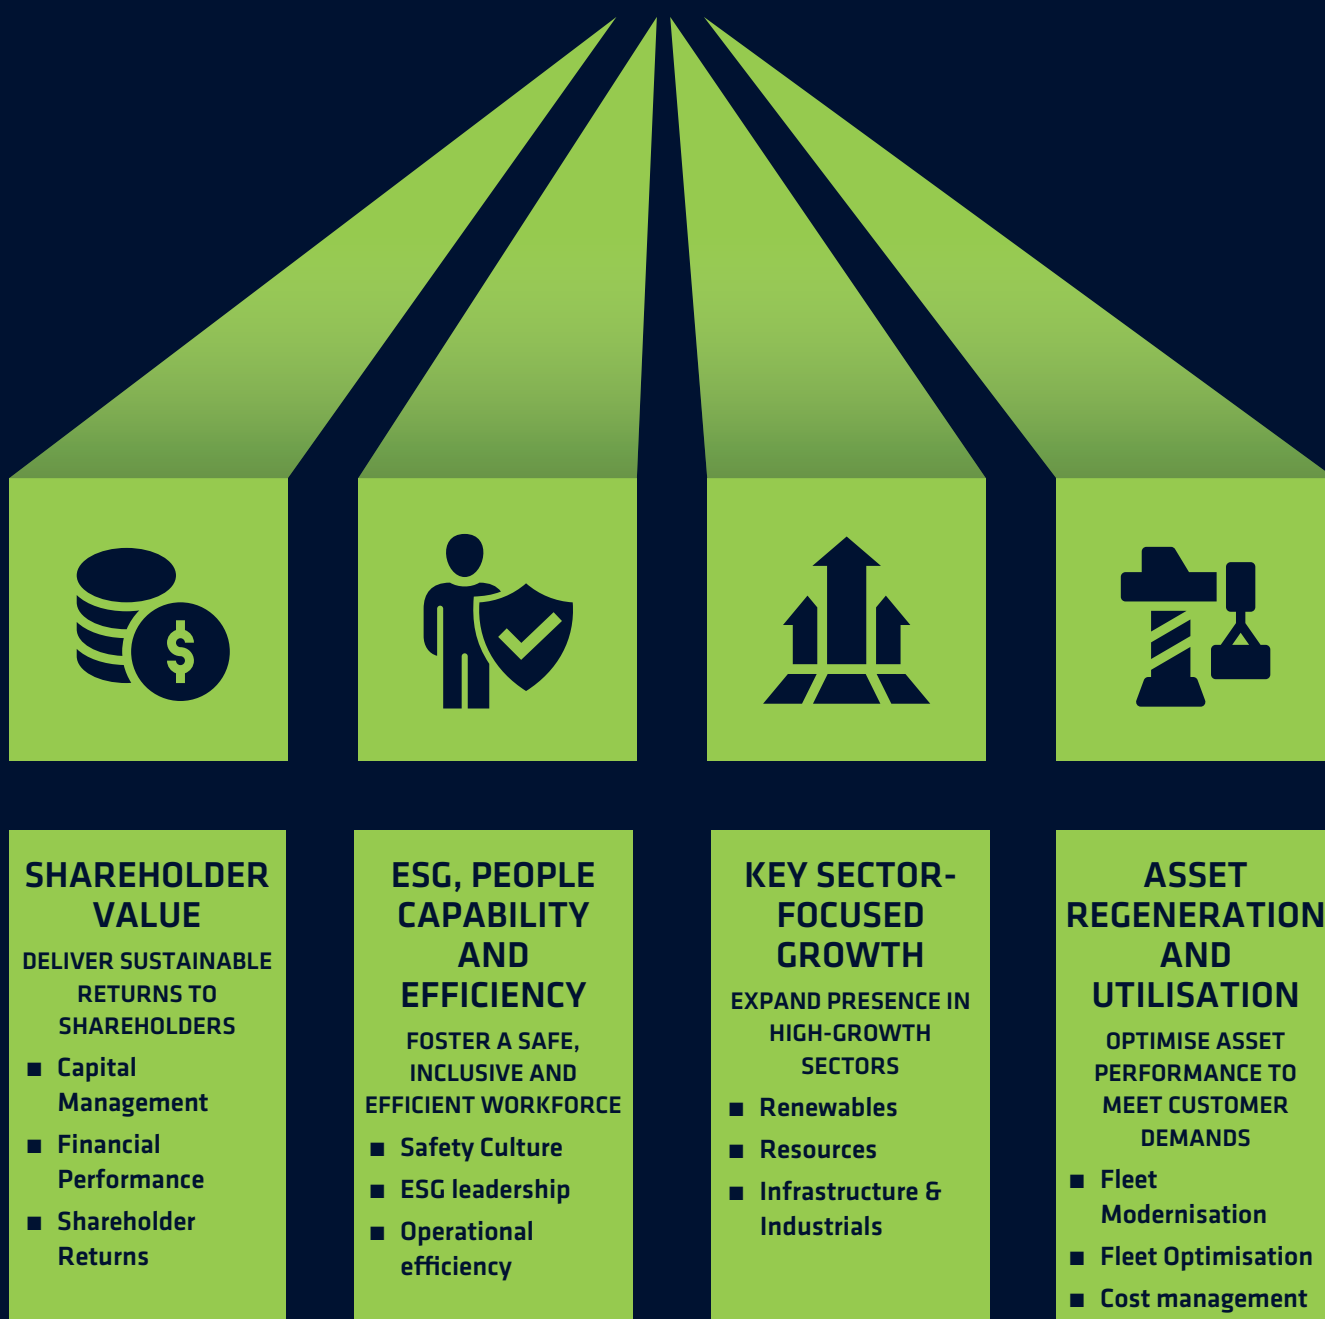 $
SHAREHOLDER
VALUE
DELIVER SUSTAINABLE
RETURNS TO
SHAREHOLDERS
■ Capital
Management
■ Financial
Performance
■ Shareholder
Returns
ESG, PEOPLE
CAPABILITY
AND
EFFICIENCY
FOSTER A SAFE,
INCLUSIVE AND
EFFICIENT WORKFORCE
■ Safety Culture
■ ESG leadership
■ Operational
efficiency
KEY SECTOR-
FOCUSED
GROWTH
EXPAND PRESENCE IN
HIGH-GROWTH
SECTORS
■ Renewables
■ Resources
■ Infrastructure &
Industrials
ASSET
REGENERATION
AND
UTILISATION
OPTIMISE ASSET
PERFORMANCE TO
MEET CUSTOMER
DEMANDS
■ Fleet
Modernisation
■ Fleet Optimisation
■ Cost management